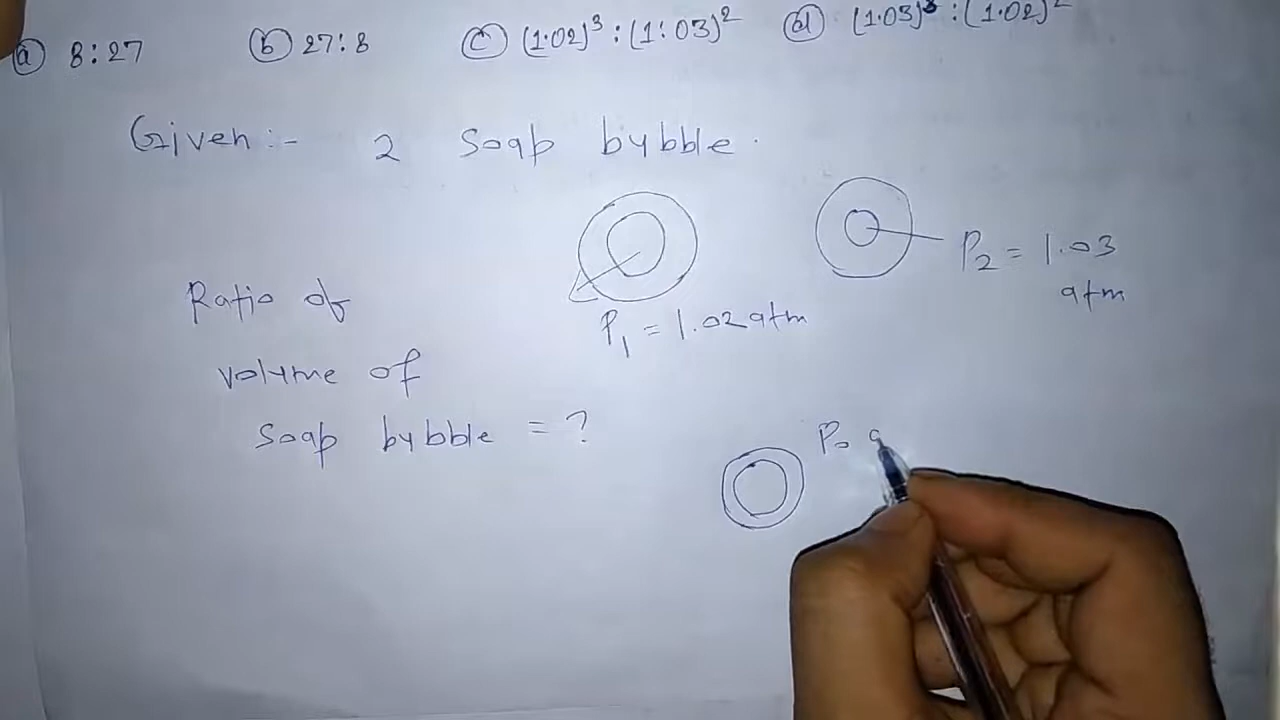 (a) 8:27 (b) 27:8 (c) (1.02)³ : (1:03)² (d) (1.03)³ : (1.02)²
Given :- 2 Soap bubble.
P₂ = 1.03
atm
P₁ = 1.02 atm
Ratio of
volume of
Soap bubble = ?
P₀